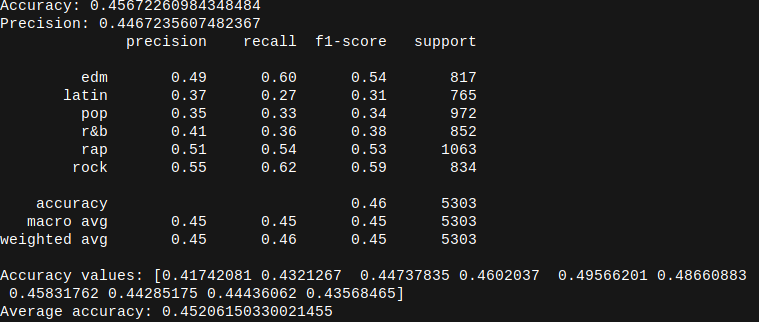 Accuracy: 0.45672260984348484
Precision: 0.4467235607482367
precision recall f1-score support
edm 0.49 0.60 0.54 817
latin 0.37 0.27 0.31 765
pop 0.35 0.33 0.34 972
r&b 0.41 0.36 0.38 852
rap 0.51 0.54 0.53 1063
rock 0.55 0.62 0.59 834
accuracy 0.46 5303
macro avg 0.45 0.45 0.45 5303
weighted avg 0.45 0.46 0.45 5303
Accuracy values: [0.41742081 0.4321267 0.44737835 0.4602037 0.49566201 0.48660883
0.45831762 0.44285175 0.44436062 0.43568465]
Average accuracy: 0.45206150330021455